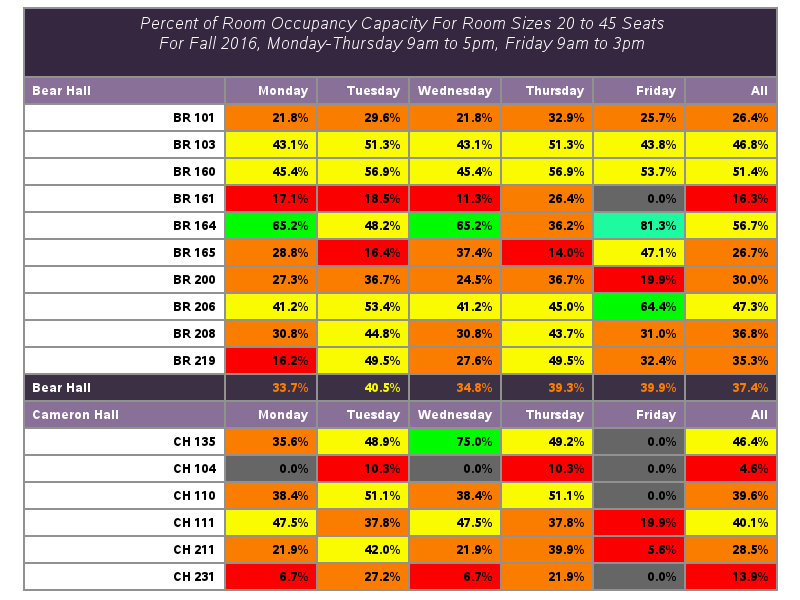 Percent of Room Occupancy Capacity For Room Sizes 20 to 45 Seats
For Fall 2016, Monday-Thursday 9am to 5pm, Friday 9am to 3pm
Bear Hall Monday Tuesday Wednesday Thursday Friday All
BR 101 21.8% 29.6% 21.8% 32.9% 25.7% 26.4%
BR 103 43.1% 51.3% 43.1% 51.3% 43.8% 46.8%
BR 160 45.4% 56.9% 45.4% 56.9% 53.7% 51.4%
BR 161 17.1% 18.5% 11.3% 26.4% 0.0% 16.3%
BR 164 65.2% 48.2% 65.2% 36.2% 81.3% 56.7%
BR 165 28.8% 16.4% 37.4% 14.0% 47.1% 26.7%
BR 200 27.3% 36.7% 24.5% 36.7% 19.9% 30.0%
BR 206 41.2% 53.4% 41.2% 45.0% 64.4% 47.3%
BR 208 30.8% 44.8% 30.8% 43.7% 31.0% 36.8%
BR 219 16.2% 49.5% 27.6% 49.5% 32.4% 35.3%
Bear Hall 33.7% 40.5% 34.8% 39.3% 39.9% 37.4%
Cameron Hall Monday Tuesday Wednesday Thursday Friday All
CH 135 35.6% 48.9% 75.0% 49.2% 0.0% 46.4%
CH 104 0.0% 10.3% 0.0% 10.3% 0.0% 4.6%
CH 110 38.4% 51.1% 38.4% 51.1% 0.0% 39.6%
CH 111 47.5% 37.8% 47.5% 37.8% 19.9% 40.1%
CH 211 21.9% 42.0% 21.9% 39.9% 5.6% 28.5%
CH 231 6.7% 27.2% 6.7% 21.9% 0.0% 13.9%